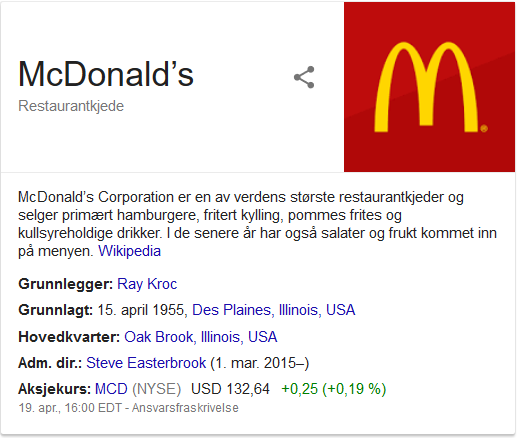 McDonald's
Restaurantkjede
McDonald's Corporation er en av verdens største restaurantkjeder og
selger primært hamburgere, fritert kylling, pommes frites og
kullsyreholdige drikker. I de senere år har også salater og frukt kommet inn
på menyen. Wikipedia
Grunnlegger: Ray Kroc
Grunnlagt: 15. april 1955, Des Plaines, Illinois, USA
Hovedkvarter: Oak Brook, Illinois, USA
Adm. dir.: Steve Easterbrook (1. mar. 2015–)
Aksjekurs: MCD (NYSE) USD 132,64 +0,25 (+0,19 %)
19. apr., 16:00 EDT - Ansvarsfraskrivelse